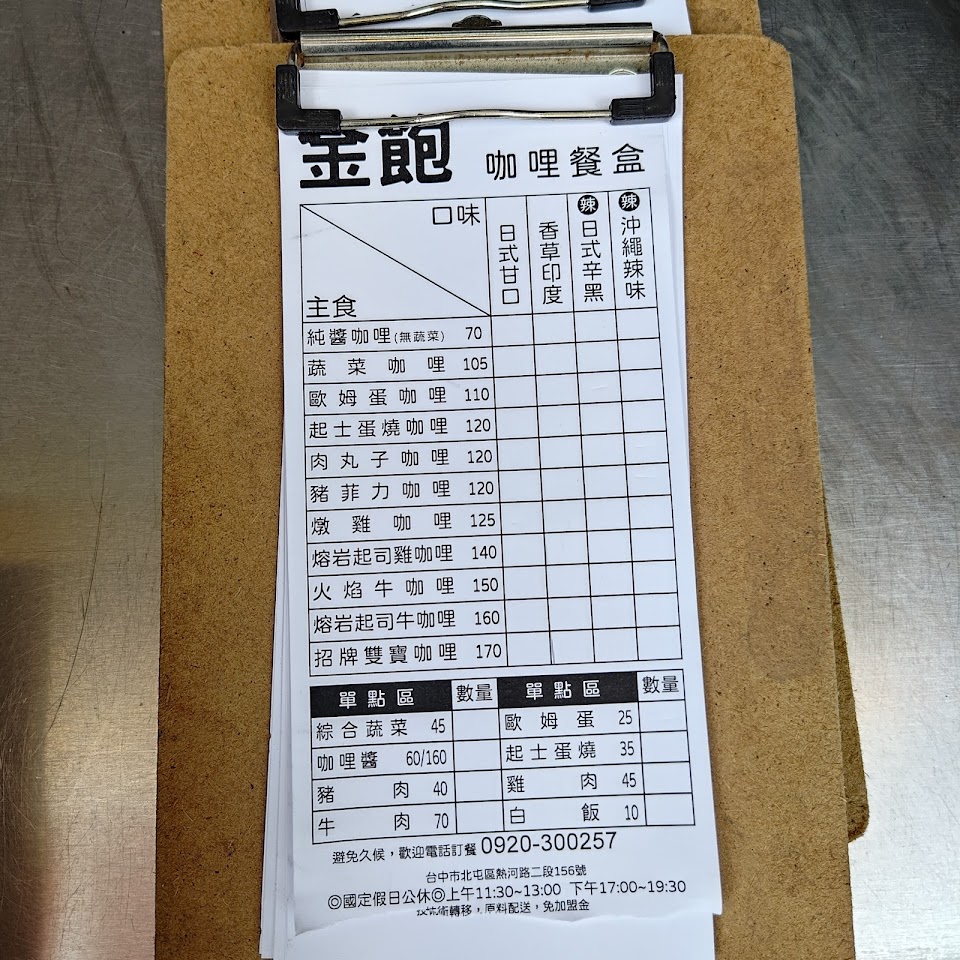 金飽 咖哩餐盒
口味
主食
日式甘口
香草印度
辣 日式辛黑
辣 沖繩辣味
純醬咖哩(無蔬菜) 70
蔬菜咖哩 105
歐姆蛋咖哩 110
起士蛋燒咖哩 120
肉丸子咖哩 120
豬菲力咖哩 120
燉雞咖哩 125
熔岩起司雞咖哩 140
火焰牛咖哩 150
熔岩起司牛咖哩 160
招牌雙寶咖哩 170
單點區 數量 單點區 數量
綜合蔬菜 45 歐姆蛋 25
咖哩醬 60/160 起士蛋燒 35
豬肉 40 雞肉 45
牛肉 70 白飯 10
避免久候，歡迎電話訂餐 0920-300257
台中市北屯區熱河路二段156號
◎國定假日公休◎上午11:30~13:00 下午17:00~19:30
技術轉移，原料配送，免加盟金